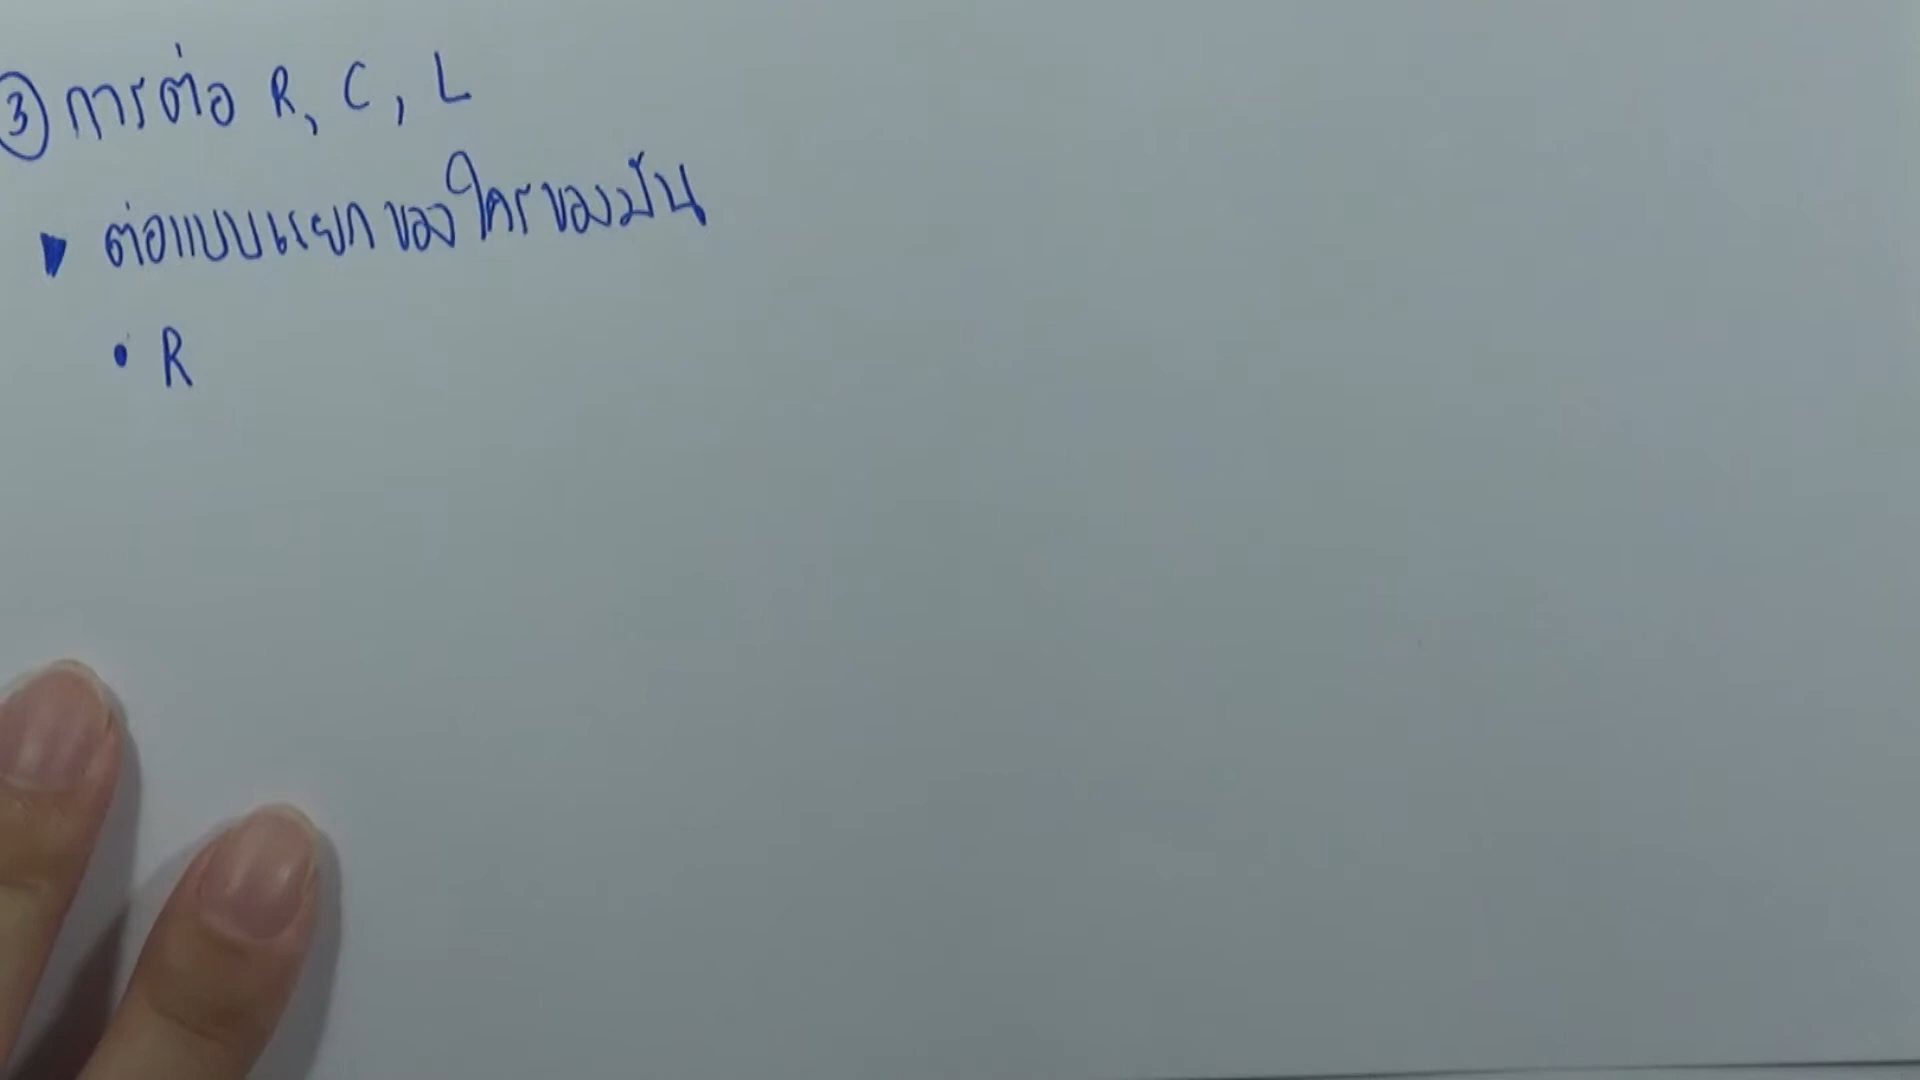 ③ การต่อ R, C, L
▸ ต่อแบบแยกของใครของมัน
• R